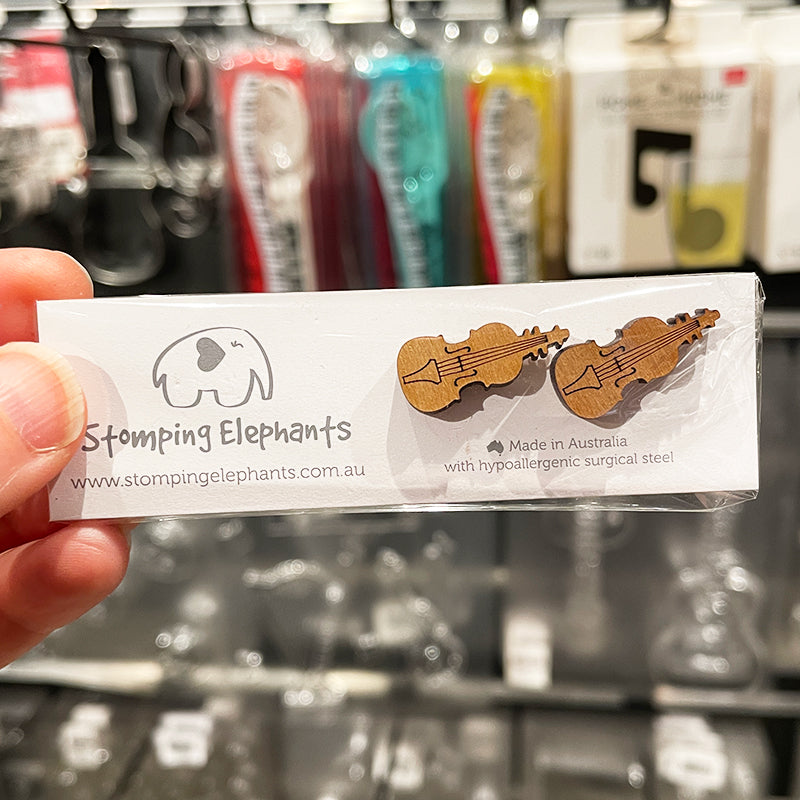 Stomping Elephants
www.stompingelephants.com.au
Made in Australia
with hypoallergenic surgical steel